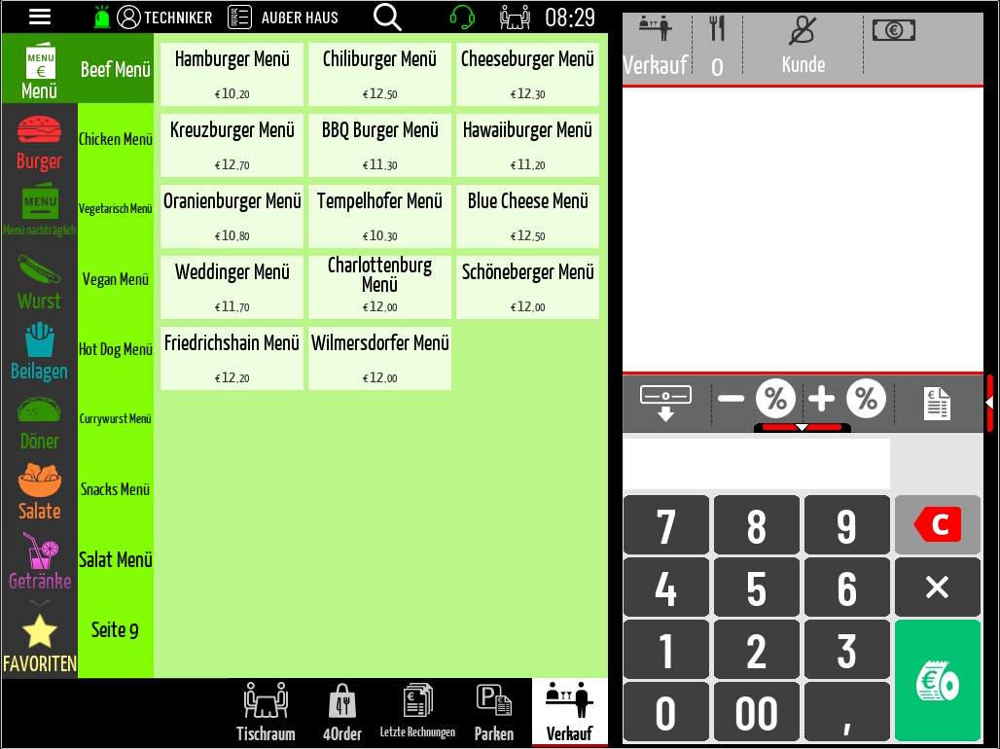 TECHNIKER
AUßER HAUS
08:29
MENU
€
Menü
Beef Menü
Burger
Chicken Menü
MENU
Menü nachträglich
Vegetarisch Menü
Wurst
Vegan Menü
Beilagen
Hot Dog Menü
Döner
Currywurst Menü
Salate
Snacks Menü
Getränke
Salat Menü
FAVORITEN
Seite 9
Hamburger Menü
€10,20
Chiliburger Menü
€12,50
Cheeseburger Menü
€12,30
Kreuzburger Menü
€12,70
BBQ Burger Menü
€11,30
Hawaiiburger Menü
€11,20
Oranienburger Menü
€10,80
Tempelhofer Menü
€10,30
Blue Cheese Menü
€12,50
Weddinger Menü
€11,70
Charlottenburg
Menü
€12,00
Schöneberger Menü
€12,00
Friedrichshain Menü
€12,20
Wilmersdorfer Menü
€12,00
Verkauf
0
Kunde
€
− %
+ %
€
7 8 9 C
4 5 6 ×
1 2 3
€
0 00 ,
Tischraum
4Order
€
Letzte Rechnungen
P
€
Parken
Verkauf